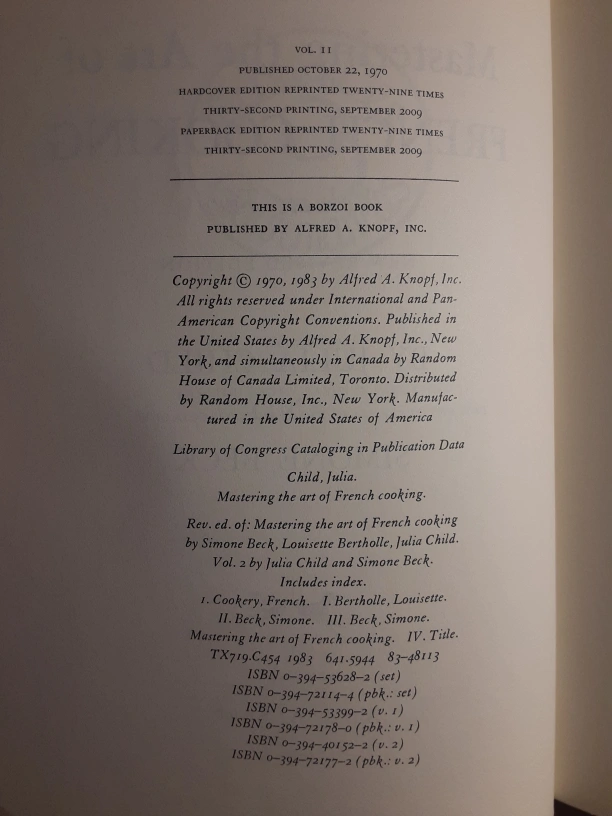 VOL. II
PUBLISHED OCTOBER 22, 1970
HARDCOVER EDITION REPRINTED TWENTY-NINE TIMES
THIRTY-SECOND PRINTING, SEPTEMBER 2009
PAPERBACK EDITION REPRINTED TWENTY-NINE TIMES
THIRTY-SECOND PRINTING, SEPTEMBER 2009
THIS IS A BORZOI BOOK
PUBLISHED BY ALFRED A. KNOPF, INC.
Copyright © 1970, 1983 by Alfred A. Knopf, Inc.
All rights reserved under International and Pan-
American Copyright Conventions. Published in
the United States by Alfred A. Knopf, Inc., New
York, and simultaneously in Canada by Random
House of Canada Limited, Toronto. Distributed
by Random House, Inc., New York. Manufac-
tured in the United States of America
Library of Congress Cataloging in Publication Data
Child, Julia.
Mastering the art of French cooking.
Rev. ed. of: Mastering the art of French cooking
by Simone Beck, Louisette Bertholle, Julia Child.
Vol. 2 by Julia Child and Simone Beck.
Includes index.
1. Cookery, French. I. Bertholle, Louisette.
II. Beck, Simone. III. Beck, Simone.
Mastering the art of French cooking. IV. Title.
TX719.C454 1983 641.5944 83-48113
ISBN 0-394-53628-2 (set)
ISBN 0-394-72114-4 (pbk.: set)
ISBN 0-394-53399-2 (v. 1)
ISBN 0-394-72178-0 (pbk.: v. 1)
ISBN 0-394-40152-2 (v. 2)
ISBN 0-394-72177-2 (pbk.: v. 2)